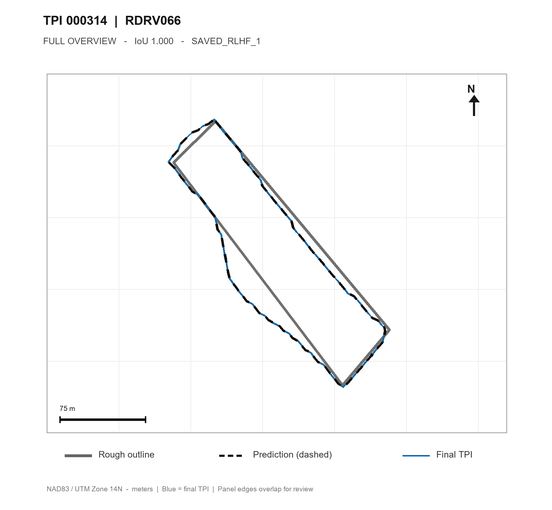 TPI 000314 | RDRV066
FULL OVERVIEW - IoU 1.000 - SAVED_RLHF_1
N
75 m
Rough outline
Prediction (dashed)
Final TPI
NAD83 / UTM Zone 14N - meters | Blue = final TPI | Panel edges overlap for review